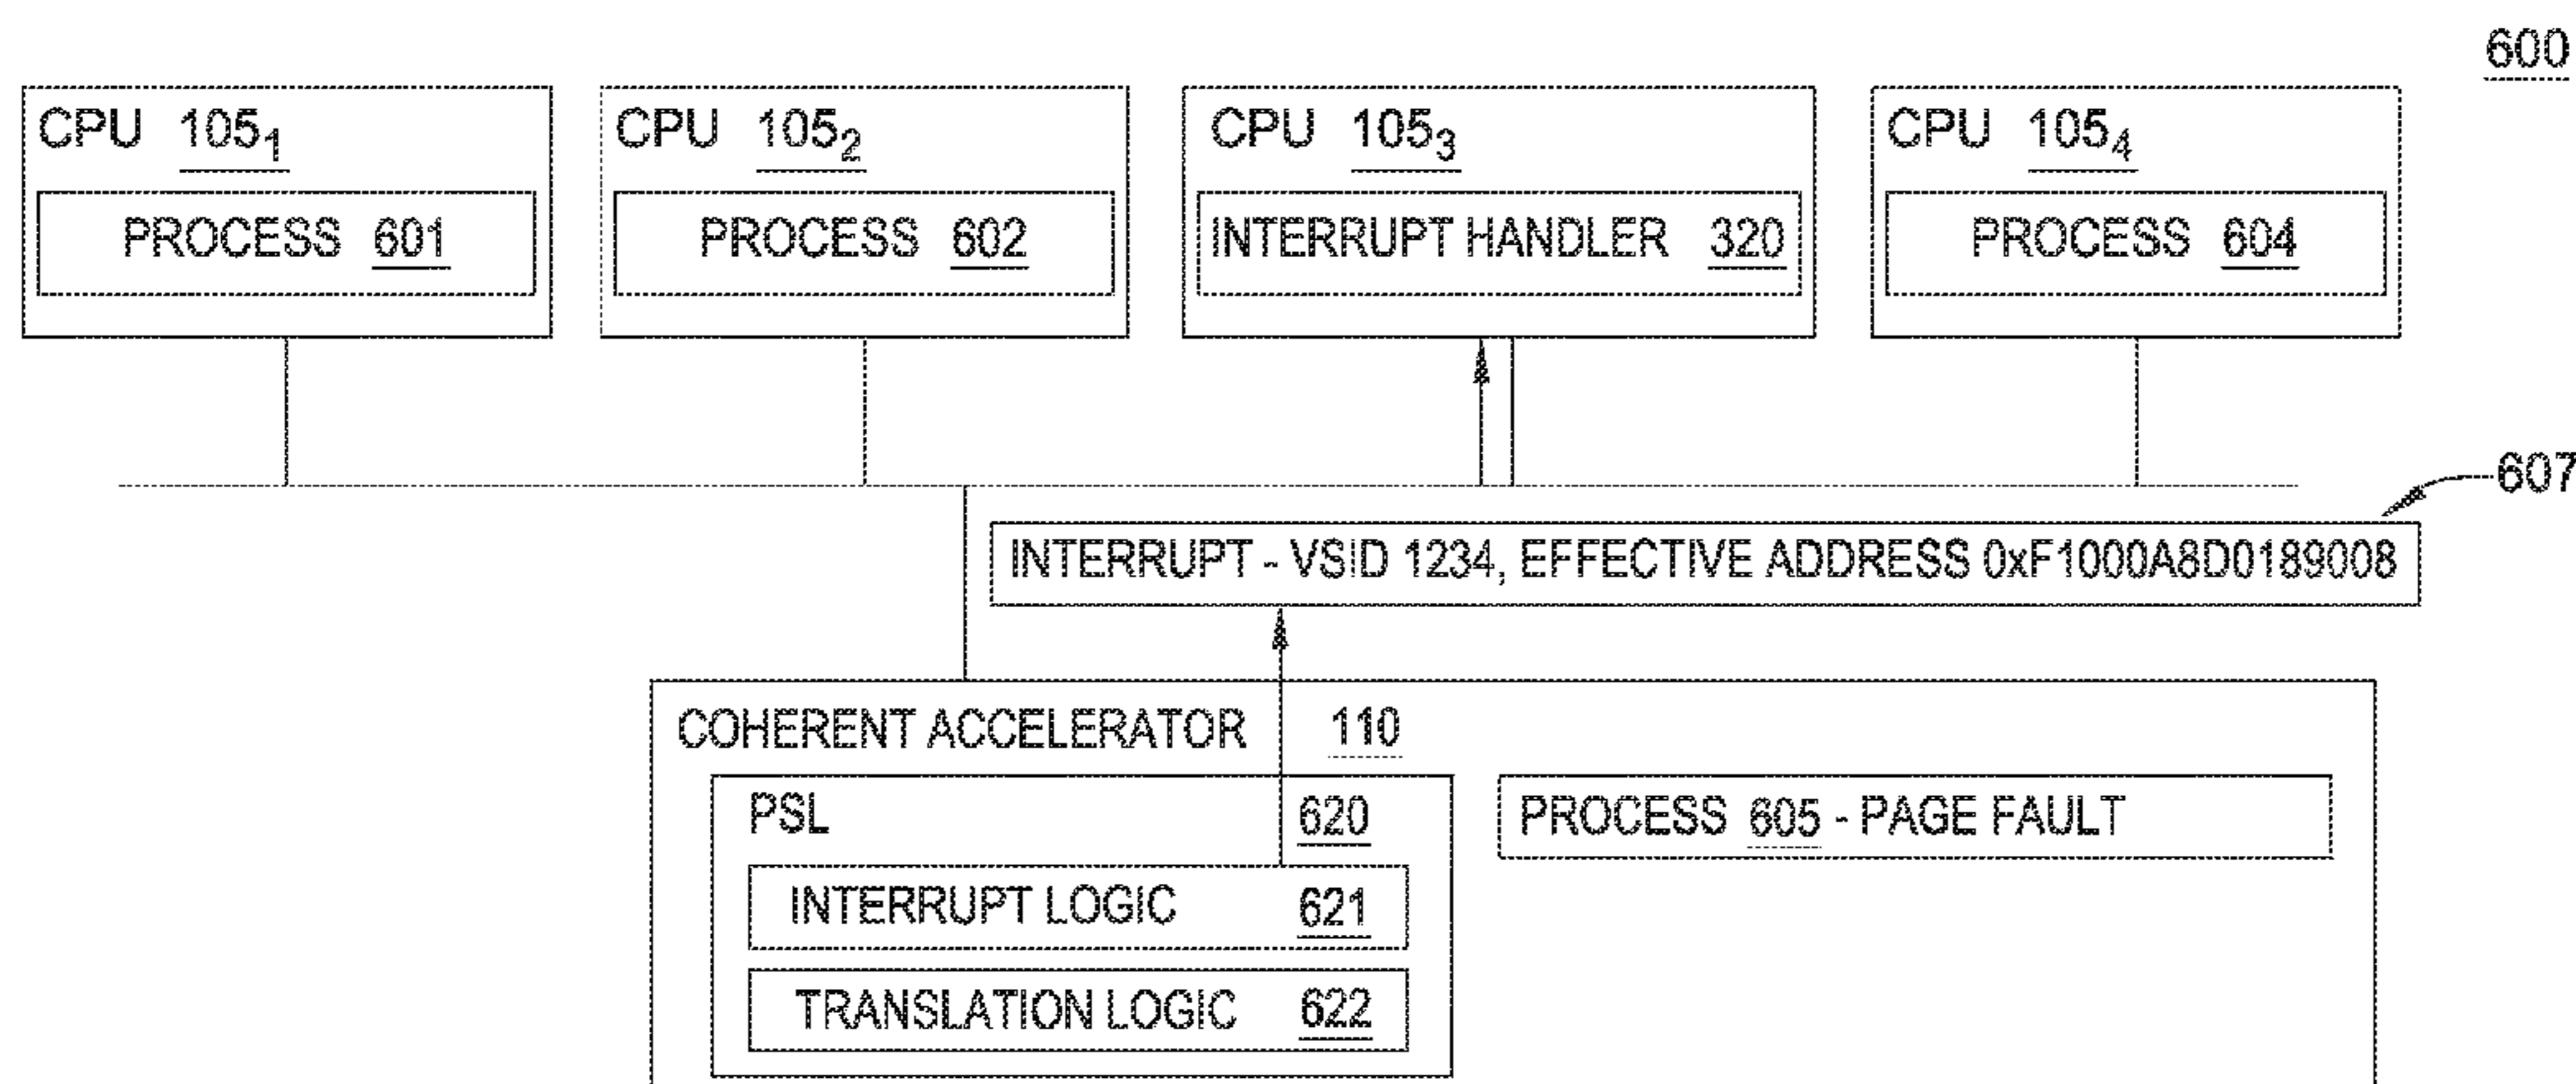 600
CPU 105₁
PROCESS 601
CPU 105₂
PROCESS 602
CPU 105₃
INTERRUPT HANDLER 320
CPU 105₄
PROCESS 604
607
INTERRUPT - VSID 1234, EFFECTIVE ADDRESS 0xF1000A8D0189008
COHERENT ACCELERATOR 110
PSL 620
INTERRUPT LOGIC 621
TRANSLATION LOGIC 622
PROCESS 605 - PAGE FAULT